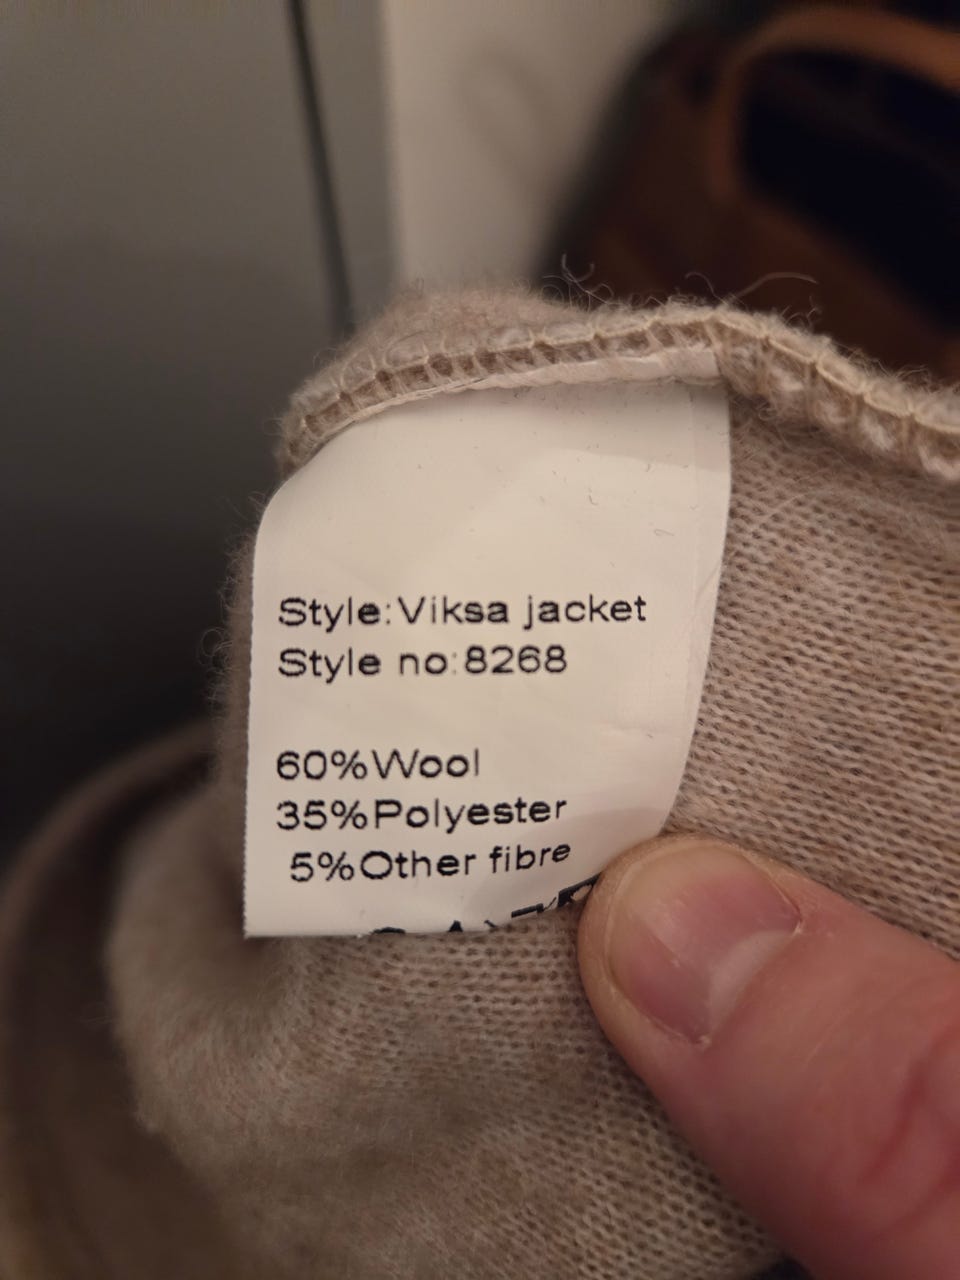 Style:Viksa jacket
Style no:8268
60%Wool
35%Polyester
5%Other fibre